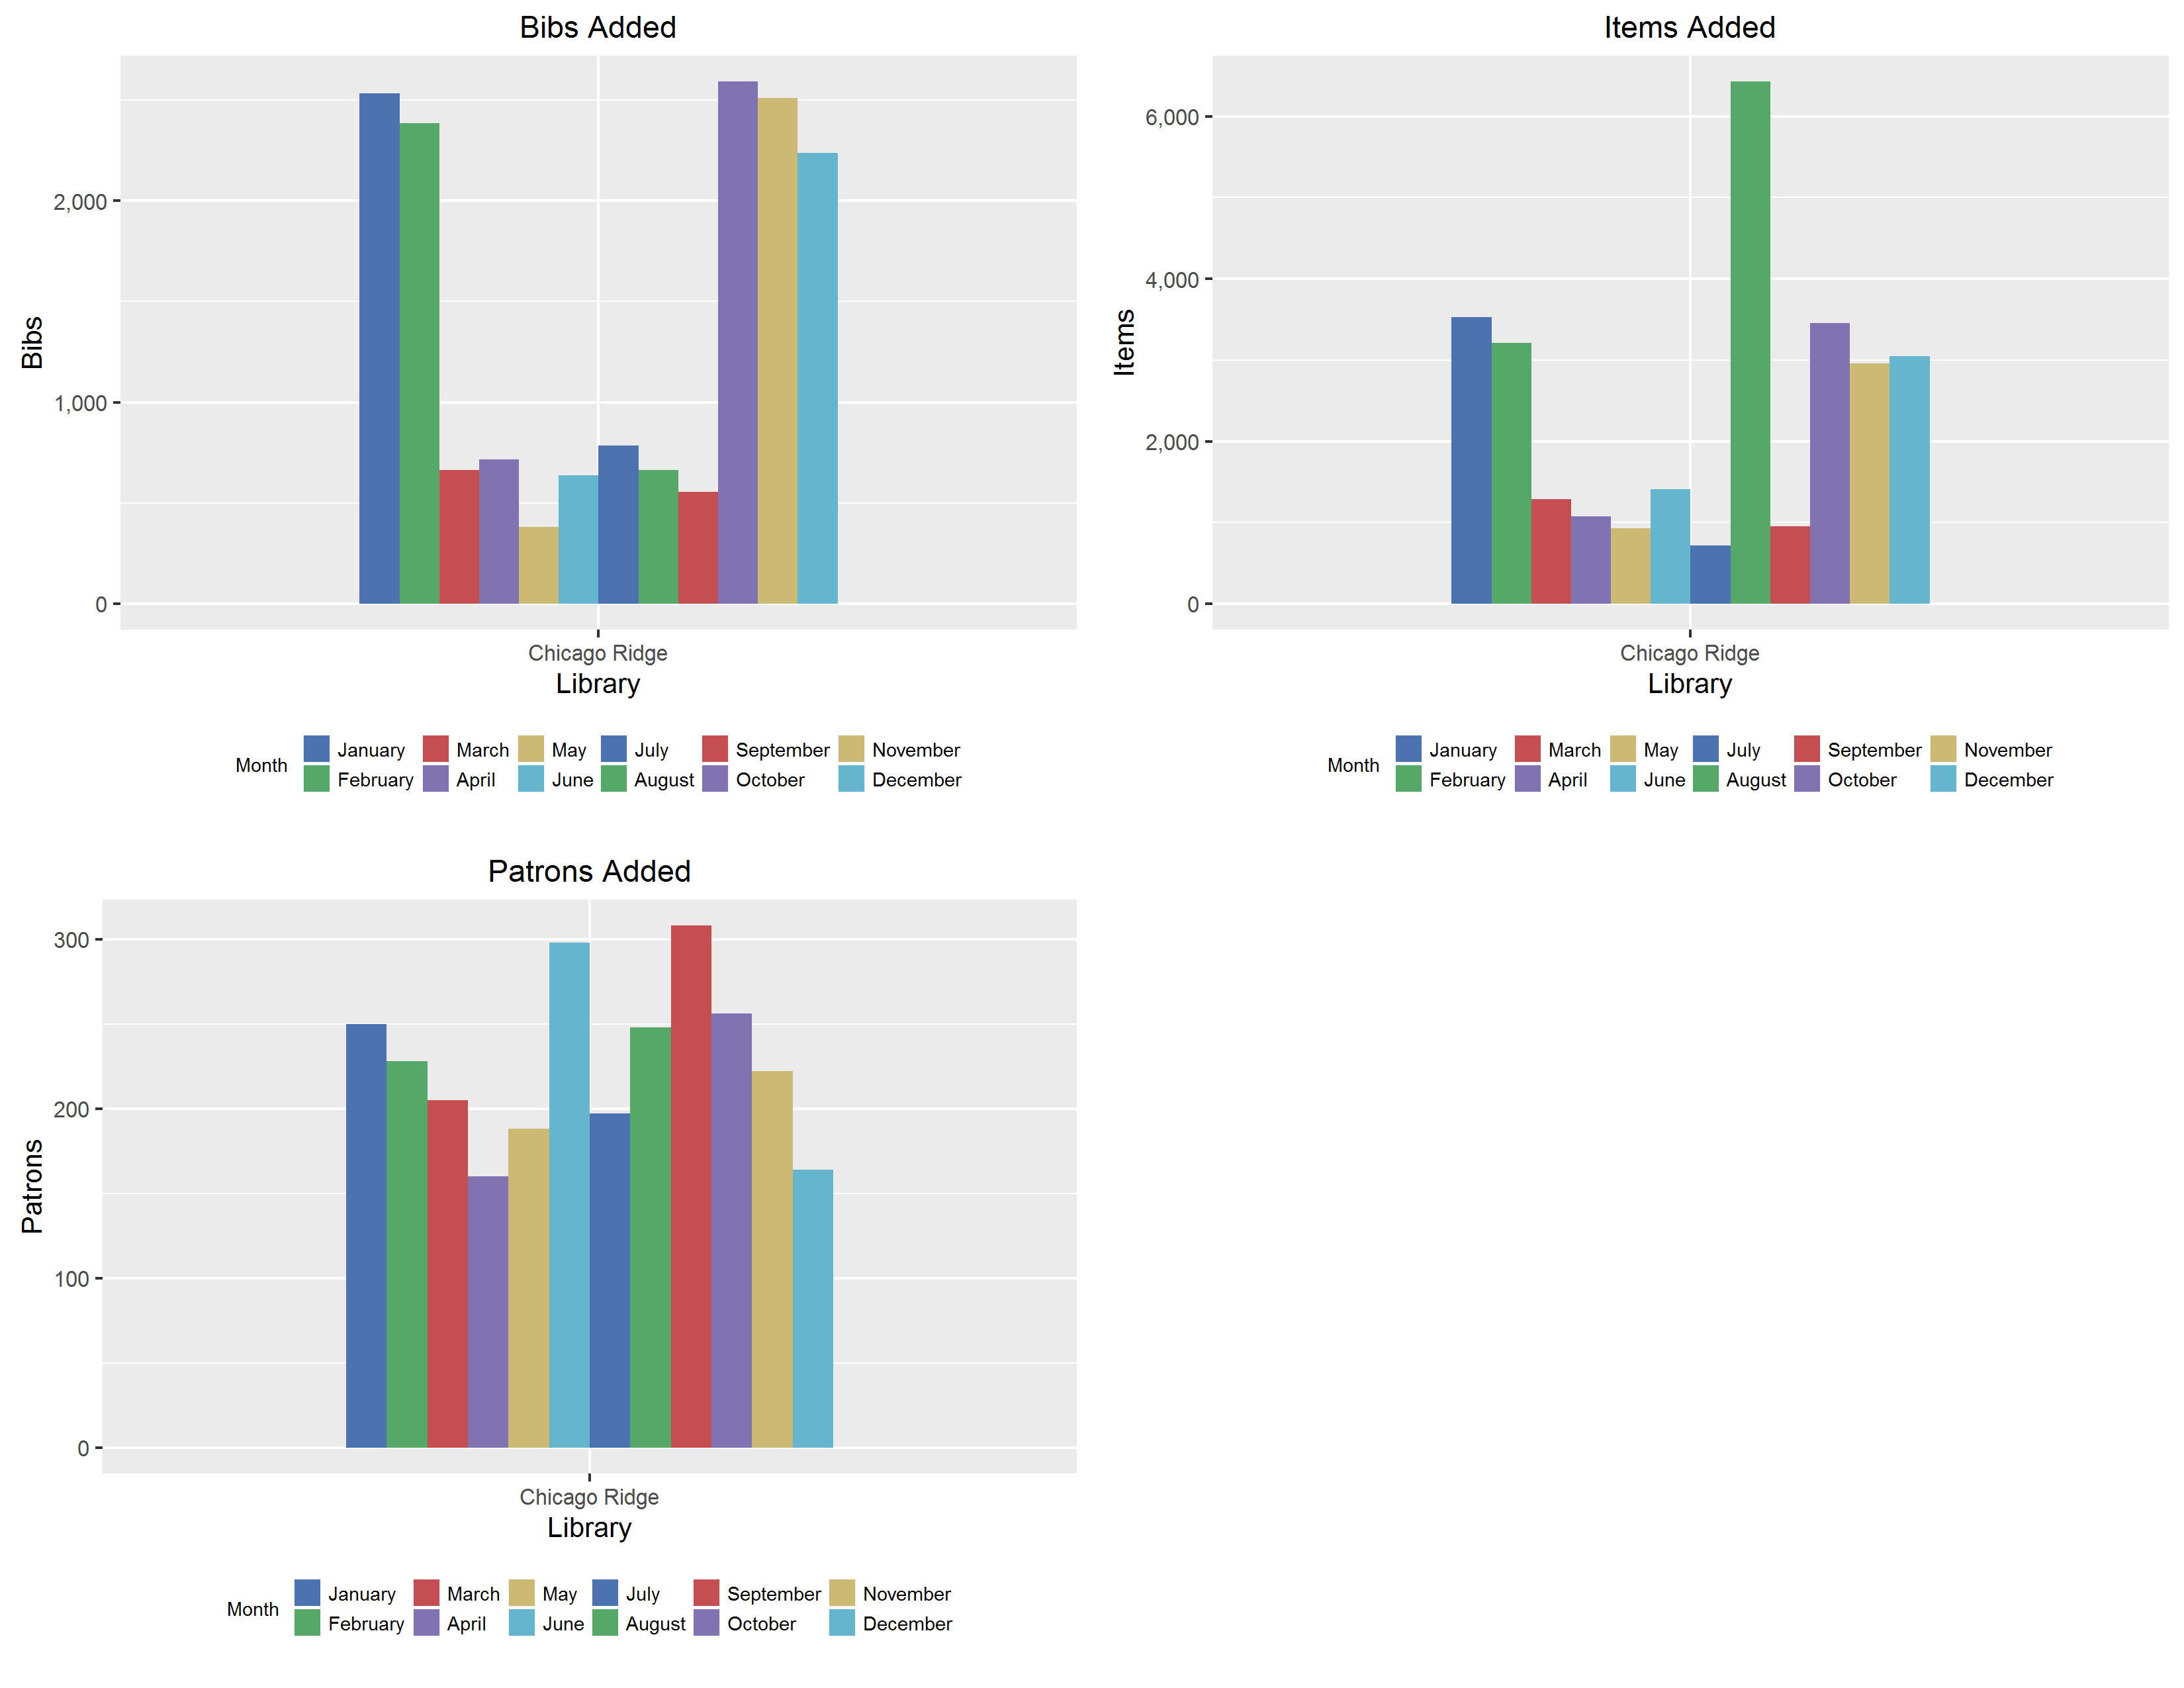 Bibs Added
Bibs
2,000
1,000
0
Chicago Ridge
Library
Month
January March May July September November
February April June August October December
Items Added
Items
6,000
4,000
2,000
0
Chicago Ridge
Library
Month
January March May July September November
February April June August October December
Patrons Added
Patrons
300
200
100
0
Chicago Ridge
Library
Month
January March May July September November
February April June August October December